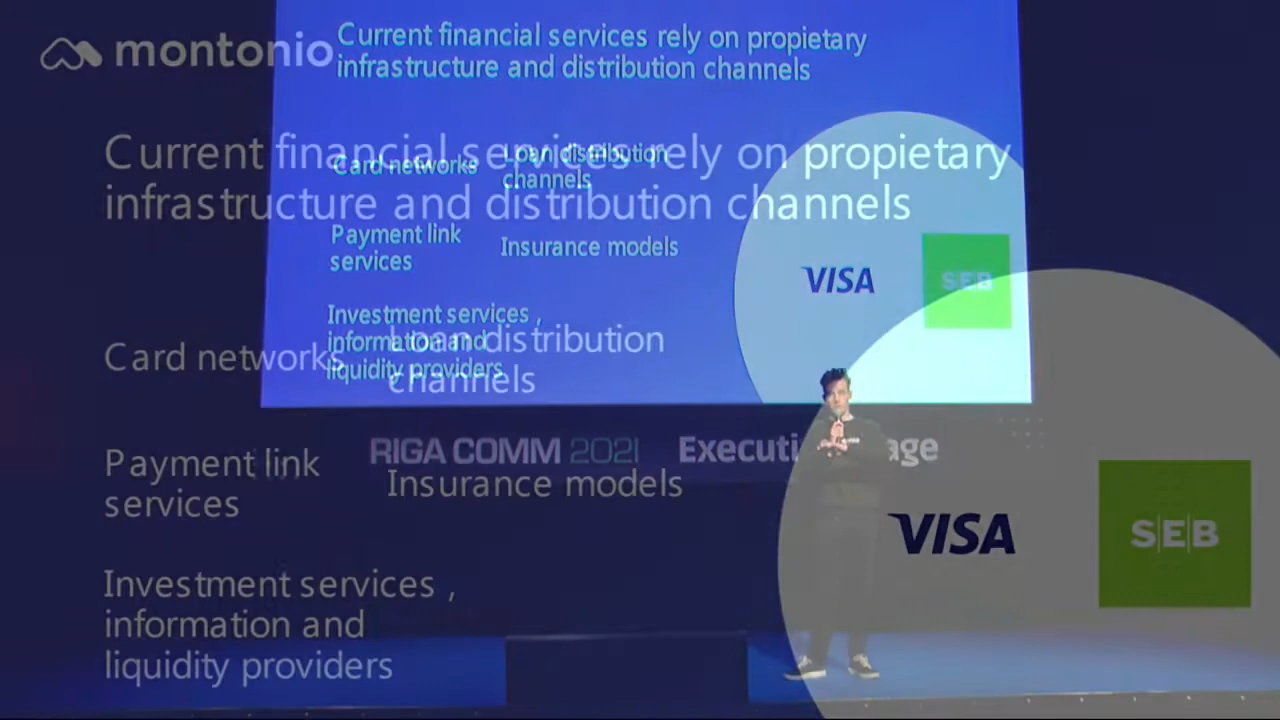 montonio
Current financial services rely on propietary
infrastructure and distribution channels
Card networks
Loan distribution
channels
Payment link
services
Insurance models
Investment services ,
information and
liquidity providers
VISA
SEB
RIGA COMM 2021
Executi age
Current financial services rely on propietary
infrastructure and distribution channels
Card networks
Loan distribution
channels
Payment link
services
Insurance models
Investment services ,
information and
liquidity providers
VISA
S|E|B